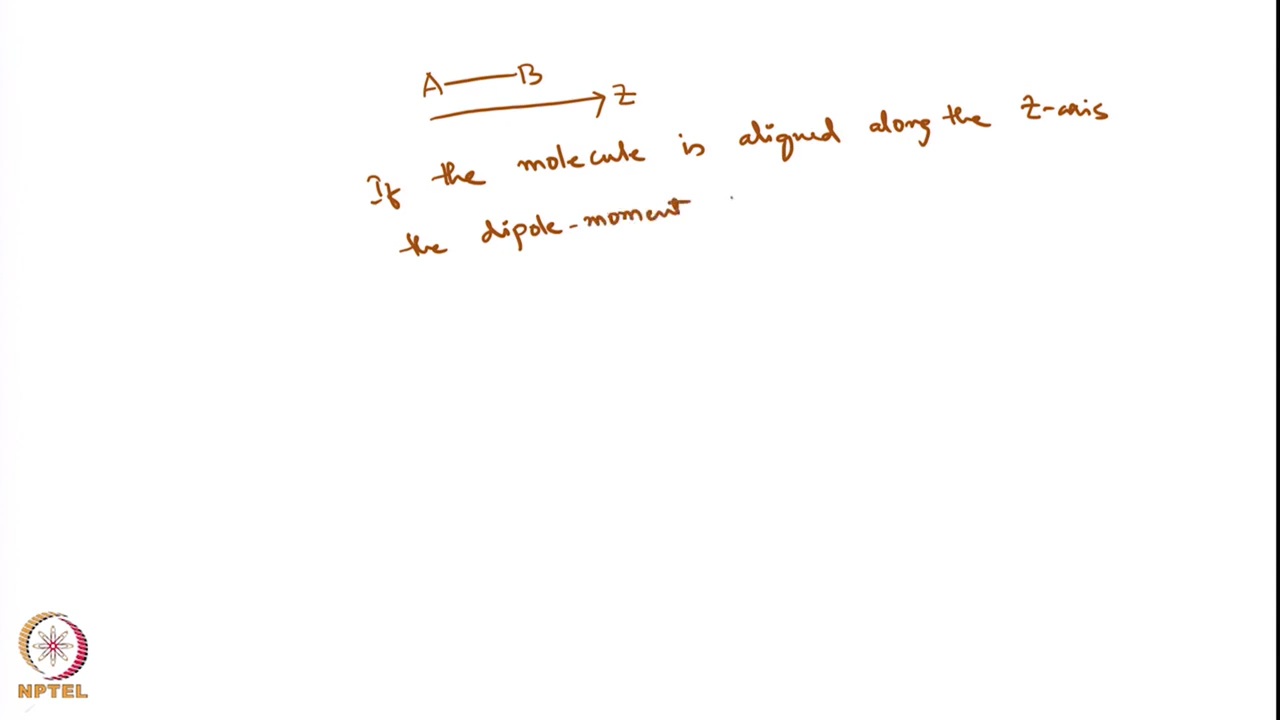 A——B
Z
If the molecule is aligned along the Z-axis
the dipole-moment
NPTEL